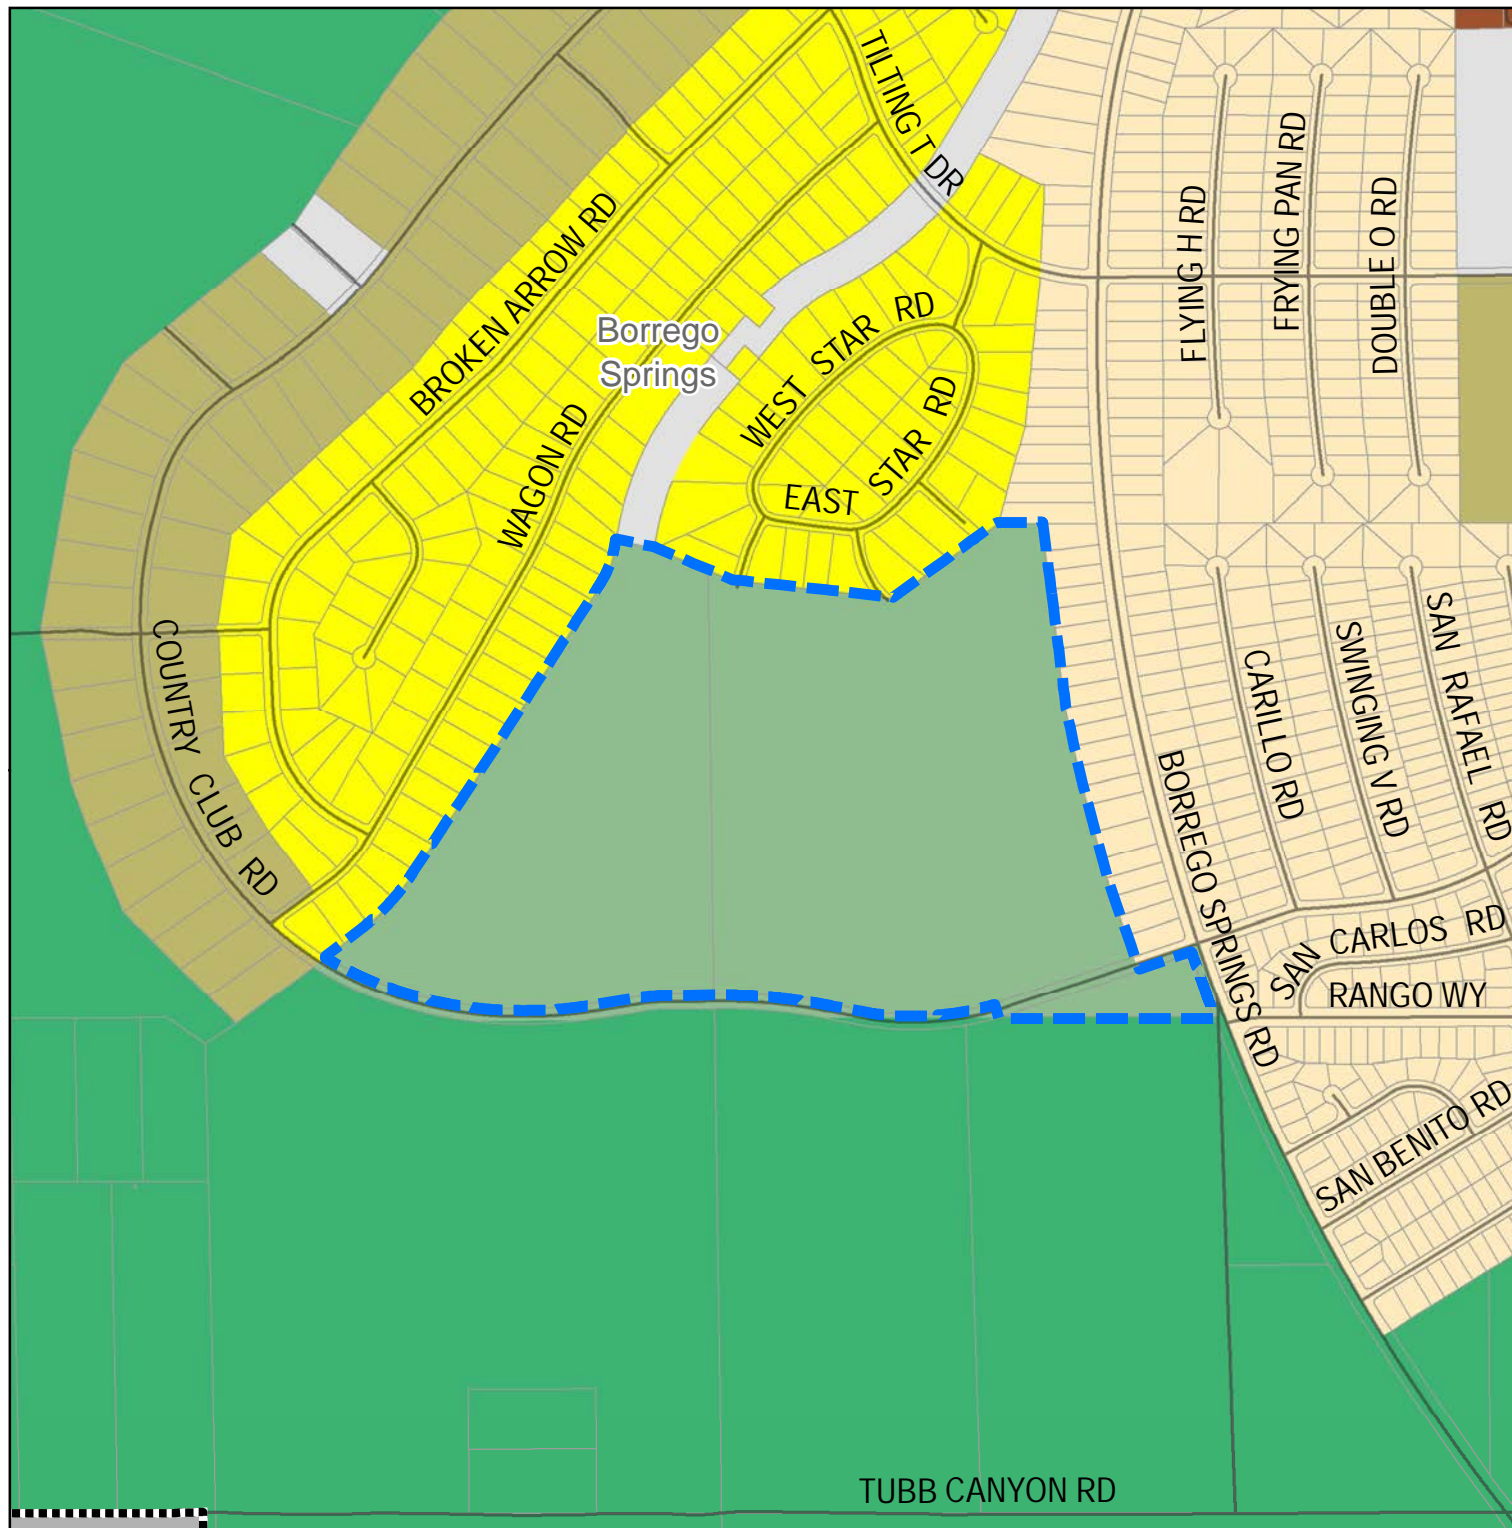 TILTING T DR
FLYING H RD
FRYING PAN RD
DOUBLE O RD
BROKEN ARROW RD
Borrego
Springs
WEST STAR RD
EAST STAR RD
WAGON RD
COUNTRY CLUB RD
CARILLO RD
SWINGING V RD
SAN RAFAEL RD
BORREGO SPRINGS RD
SAN CARLOS RD
RANGO WY
SAN BENITO RD
TUBB CANYON RD